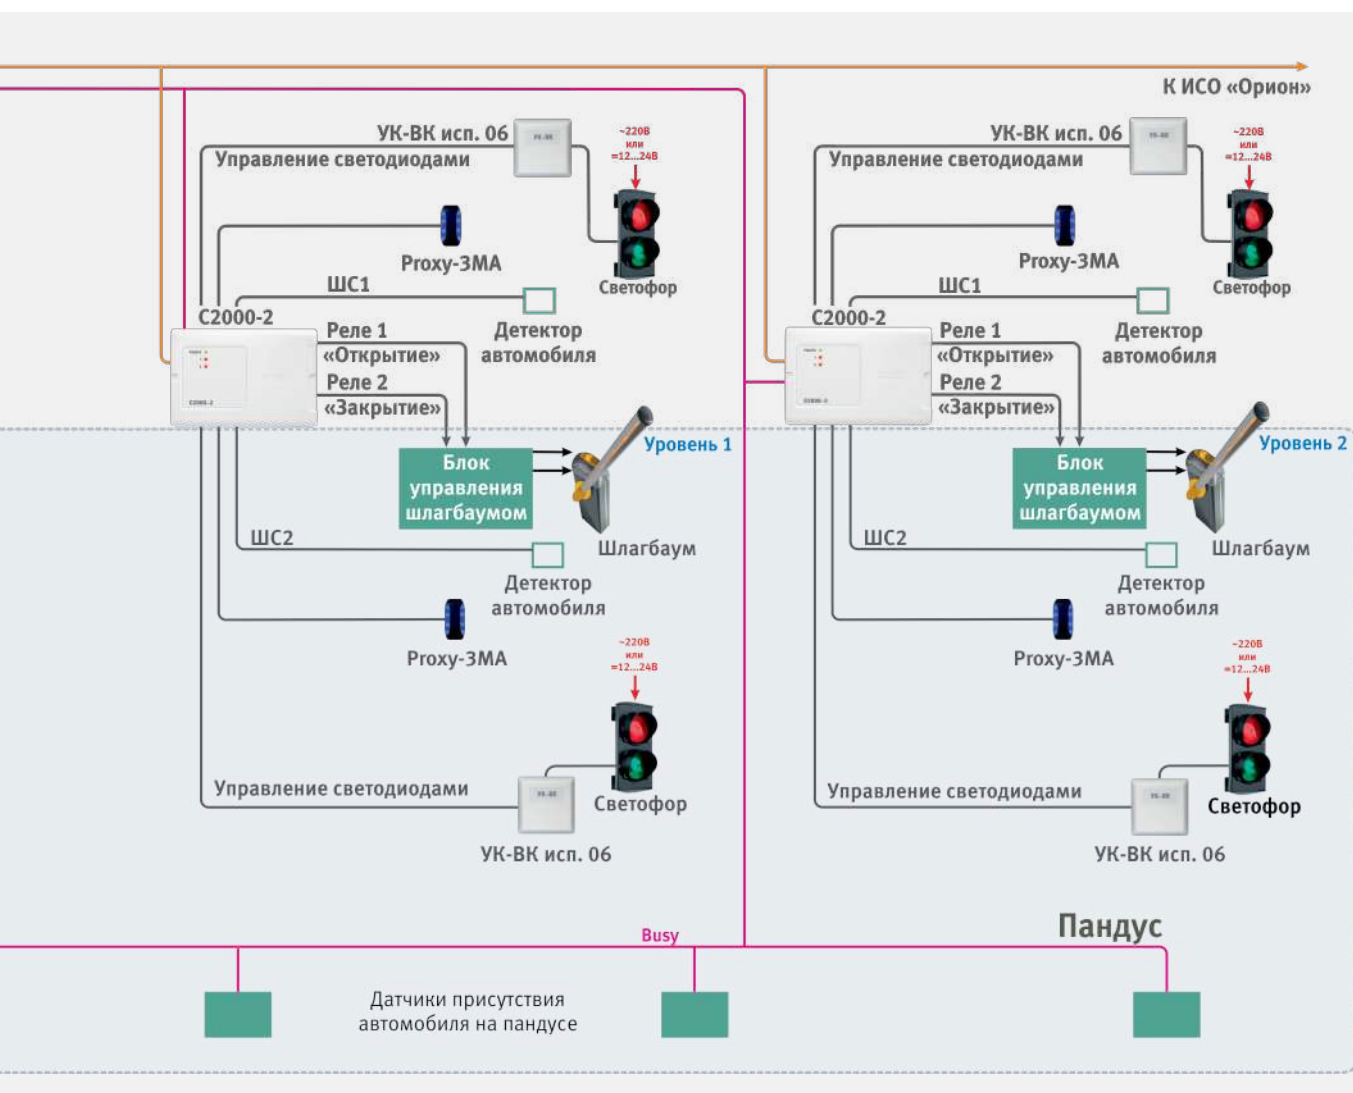 К ИСО «Орион»
УК-ВК исп. 06
Управление светодиодами
~220В
или
=12...24В
Proxy-3МА
Светофор
ШС1
С2000-2
Детектор
автомобиля
Реле 1
«Открытие»
Реле 2
«Закрытие»
Уровень 1
Блок
управления
шлагбаумом
Шлагбаум
ШС2
Детектор
автомобиля
Proxy-3МА
~220В
или
=12...24В
Управление светодиодами
Светофор
УК-ВК исп. 06
УК-ВК исп. 06
Управление светодиодами
~220В
или
=12...24В
Proxy-3МА
Светофор
ШС1
С2000-2
Детектор
автомобиля
Реле 1
«Открытие»
Реле 2
«Закрытие»
Уровень 2
Блок
управления
шлагбаумом
Шлагбаум
ШС2
Детектор
автомобиля
Proxy-3МА
~220В
или
=12...24В
Управление светодиодами
Светофор
УК-ВК исп. 06
Пандус
Busy
Датчики присутствия
автомобиля на пандусе